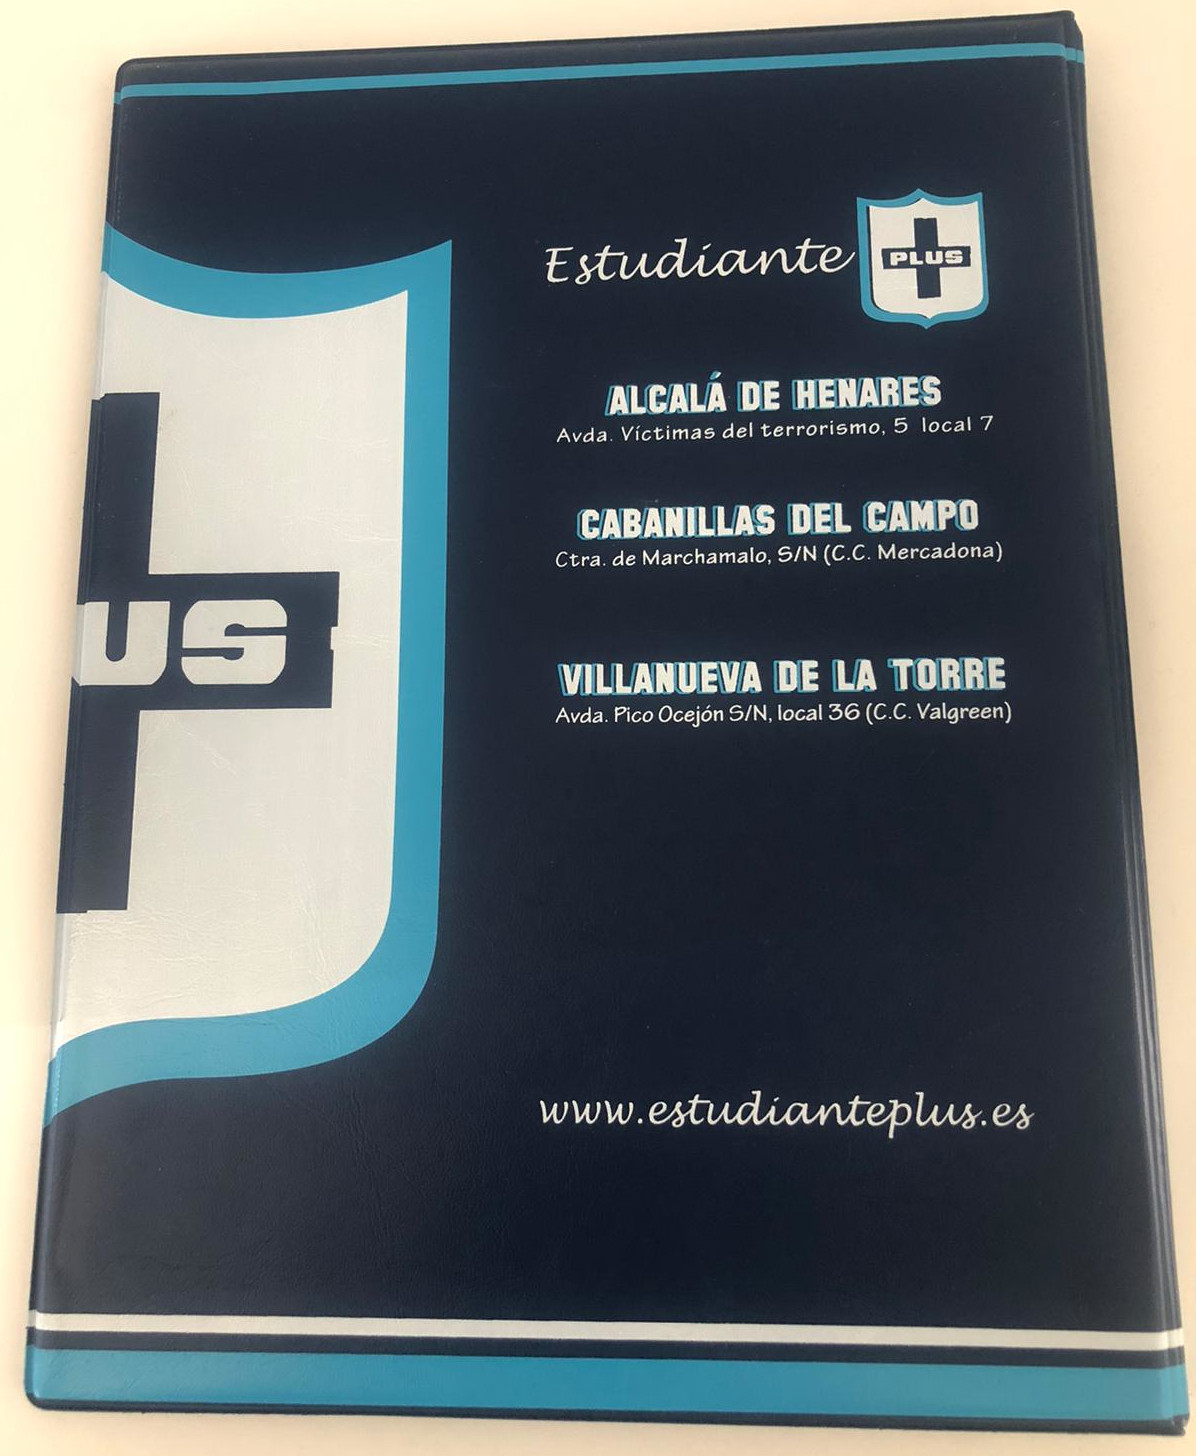 Estudiante PLUS
ALCALÁ DE HENARES
Avda. Víctimas del terrorismo, 5 local 7
CABANILLAS DEL CAMPO
Ctra. de Marchamalo, S/N (C.C. Mercadona)
US
VILLANUEVA DE LA TORRE
Avda. Pico Ocejón S/N, local 36 (C.C. Valgreen)
www.estudianteplus.es